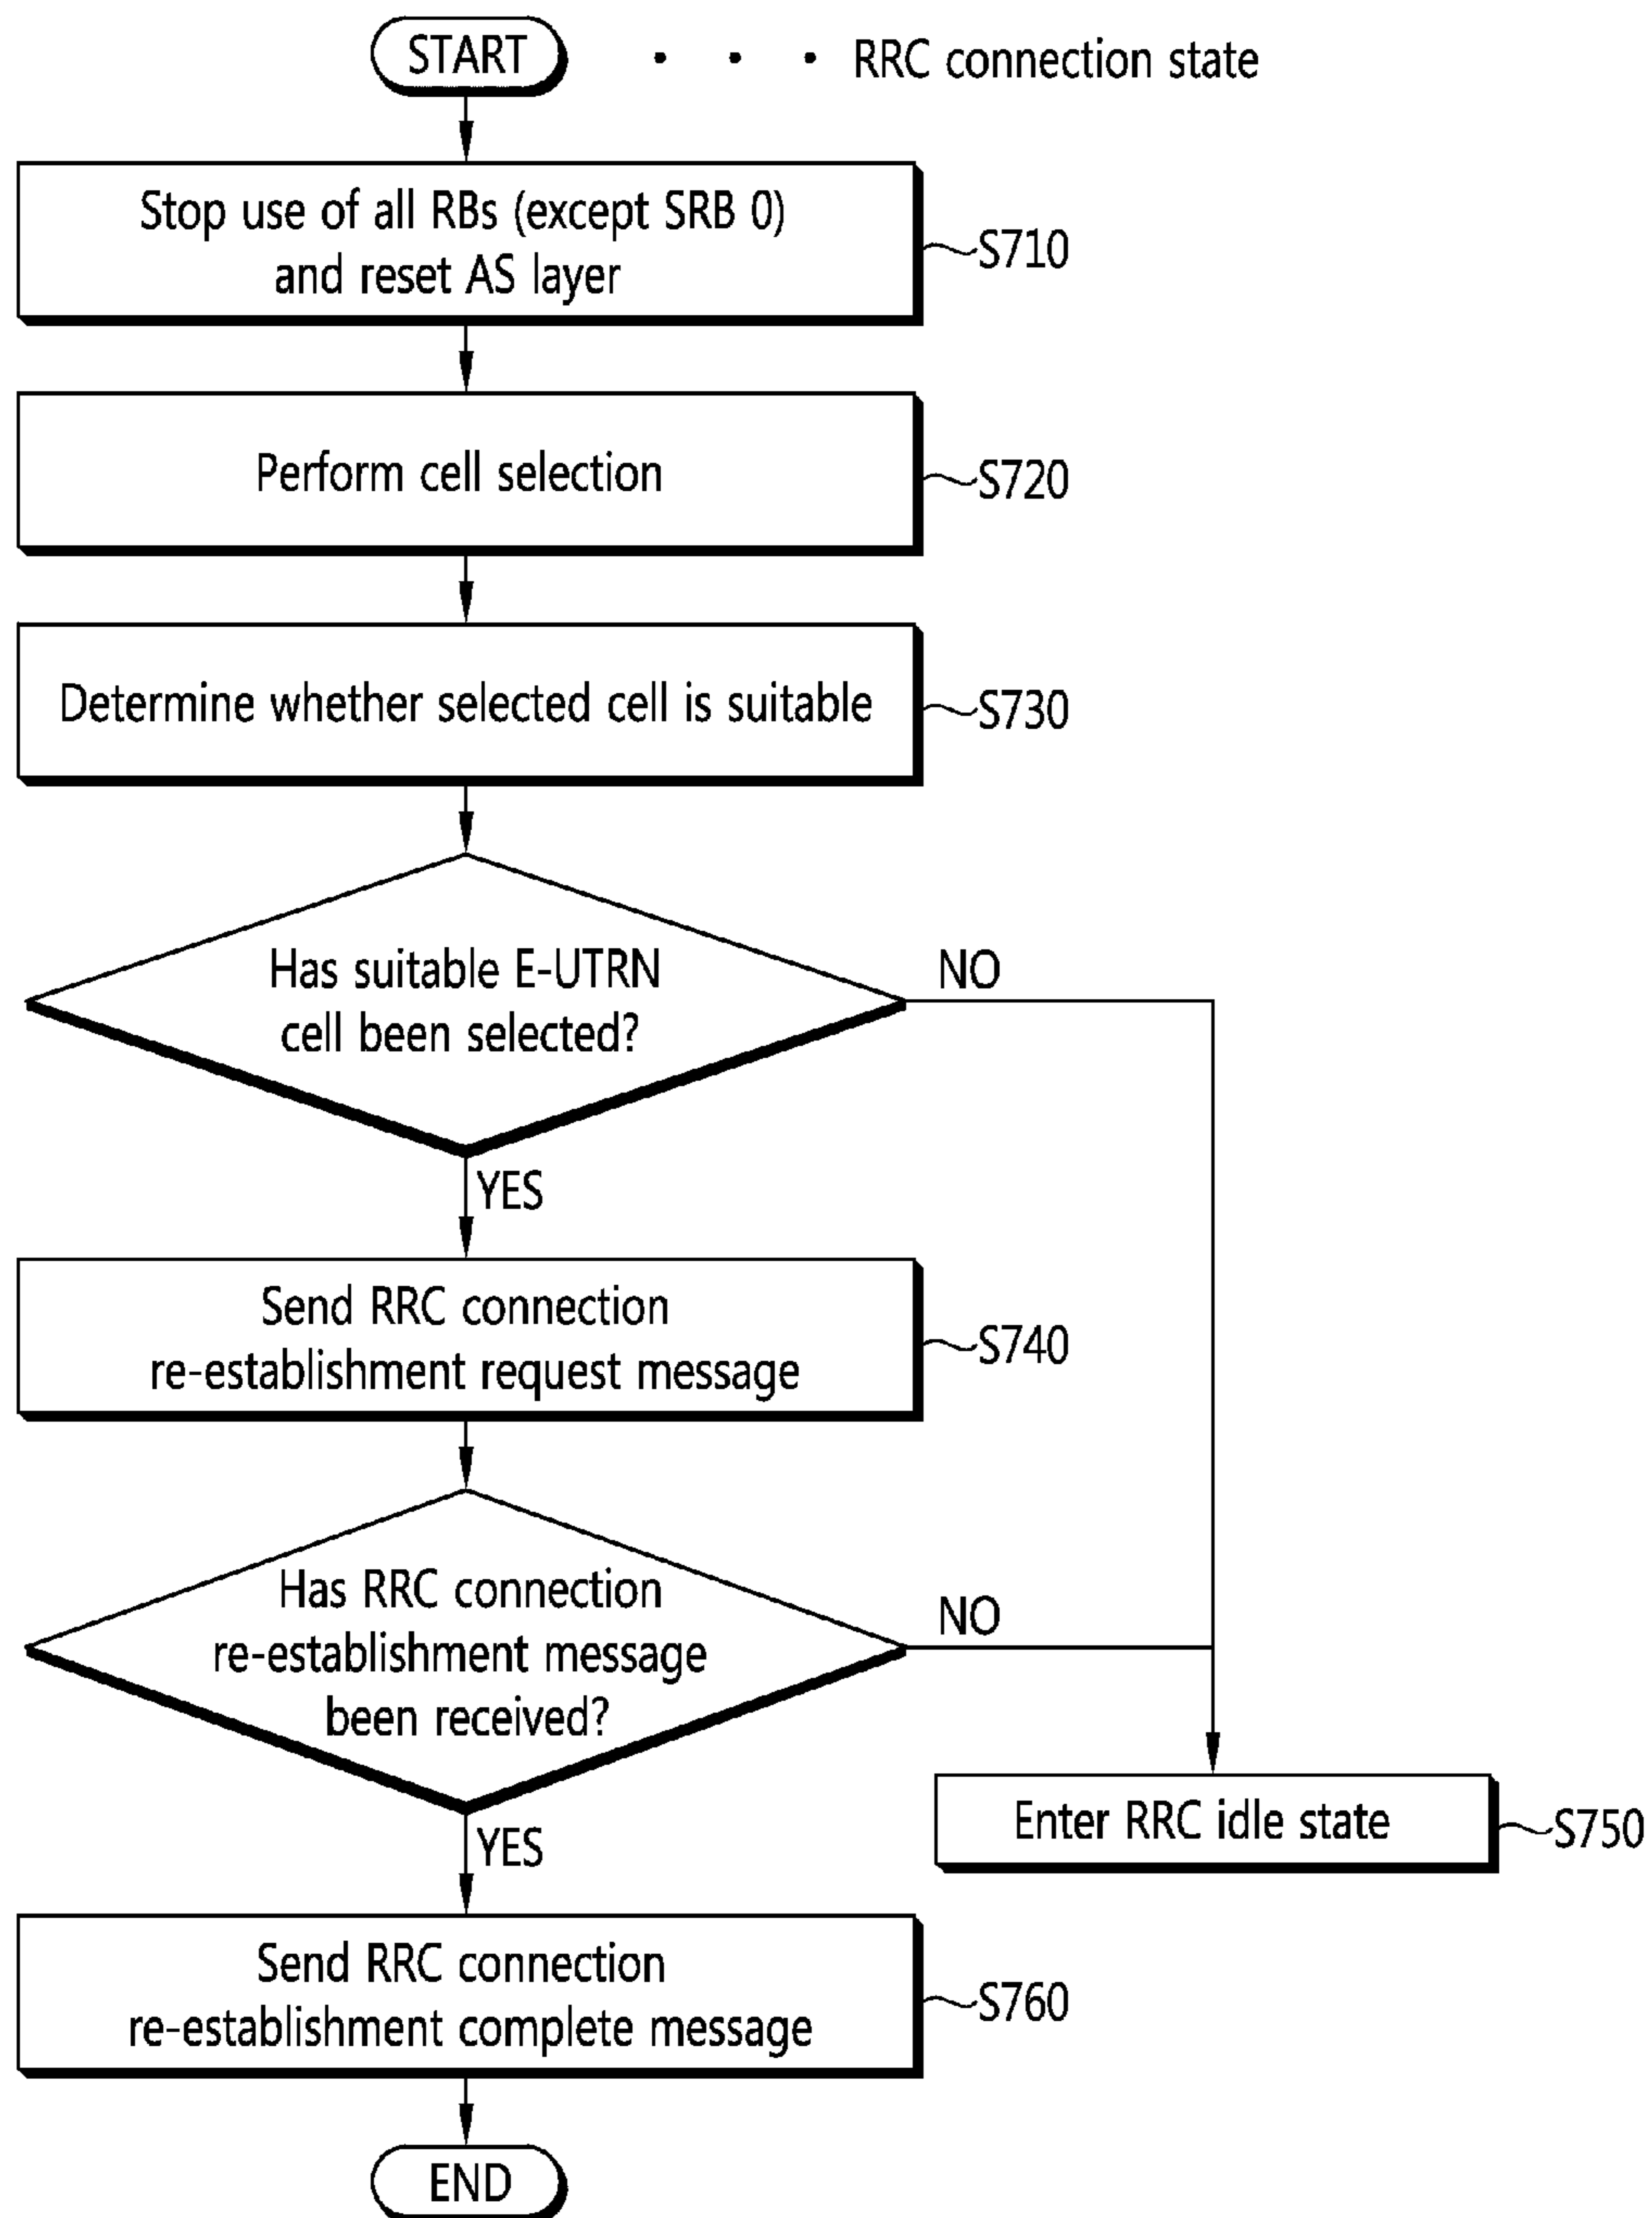 START
· · · RRC connection state
Stop use of all RBs (except SRB 0)
and reset AS layer
S710
Perform cell selection
S720
Determine whether selected cell is suitable
S730
Has suitable E-UTRN
cell been selected?
NO
YES
Send RRC connection
re-establishment request message
S740
Has RRC connection
re-establishment message
been received?
NO
YES
Enter RRC idle state
S750
Send RRC connection
re-establishment complete message
S760
END